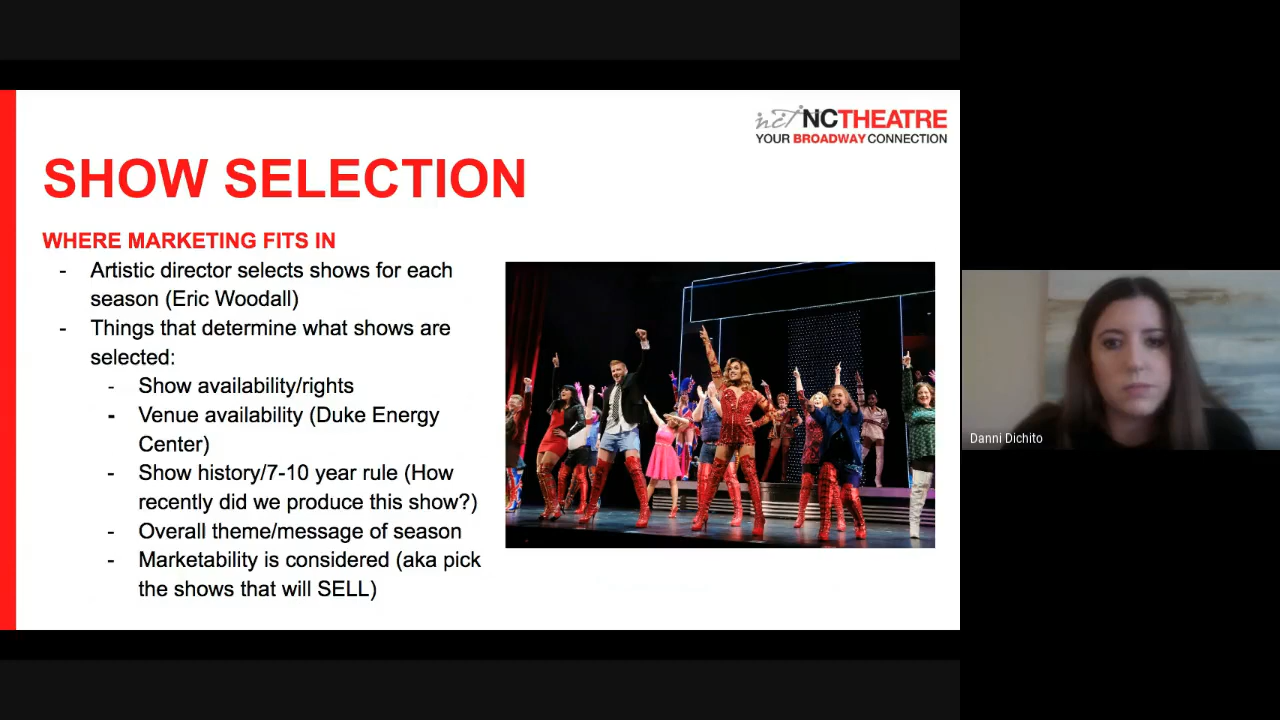 nct NCTHEATRE
YOUR BROADWAY CONNECTION
SHOW SELECTION
WHERE MARKETING FITS IN
- Artistic director selects shows for each
season (Eric Woodall)
- Things that determine what shows are
selected:
- Show availability/rights
- Venue availability (Duke Energy
Center)
- Show history/7-10 year rule (How
recently did we produce this show?)
- Overall theme/message of season
- Marketability is considered (aka pick
the shows that will SELL)
Danni Dichito